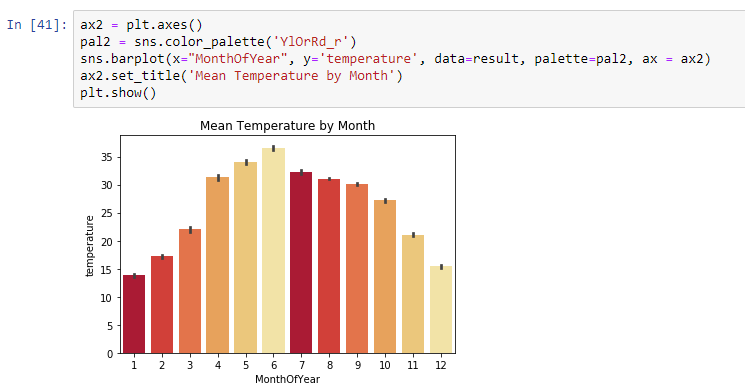 In [41]: ax2 = plt.axes()
pal2 = sns.color_palette('YlOrRd_r')
sns.barplot(x="MonthOfYear", y='temperature', data=result, palette=pal2, ax = ax2)
ax2.set_title('Mean Temperature by Month')
plt.show()
Mean Temperature by Month
35
30
25
20
15
10
5
0
temperature
1 2 3 4 5 6 7 8 9 10 11 12
MonthOfYear